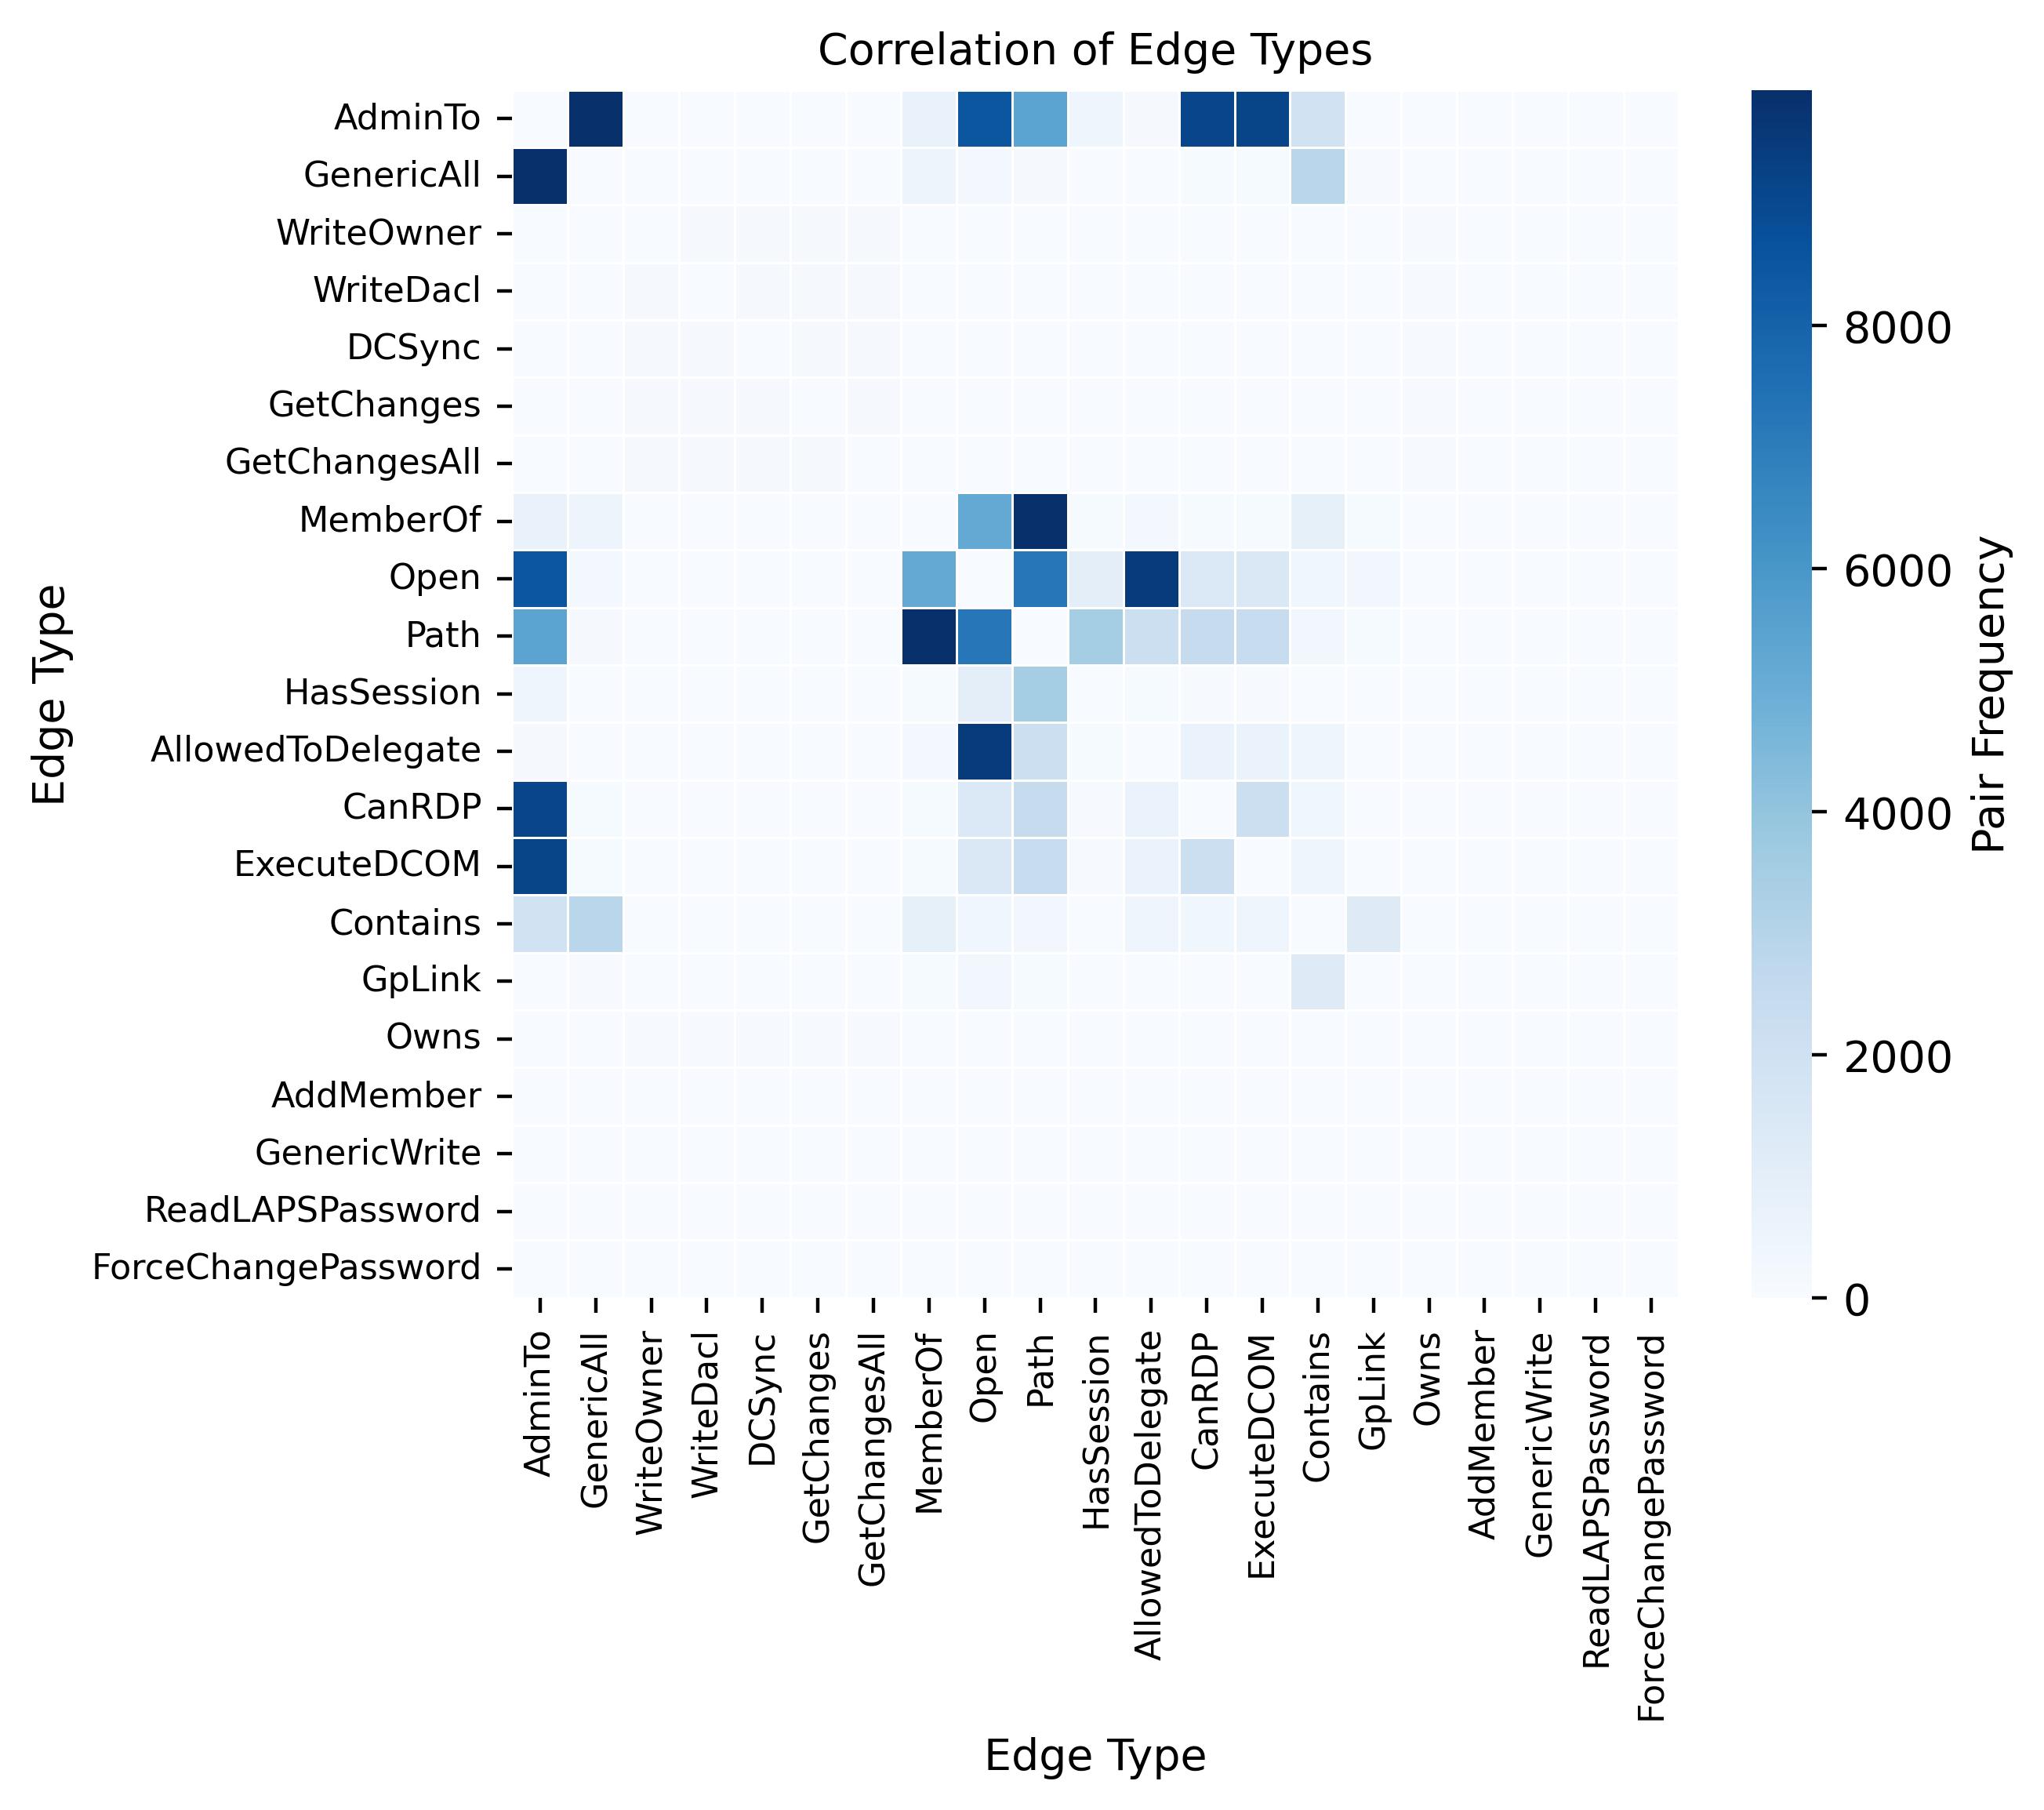 Correlation of Edge Types
AdminTo
GenericAll
WriteOwner
WriteDacl
DCSync
GetChanges
GetChangesAll
MemberOf
Open
Path
HasSession
AllowedToDelegate
CanRDP
ExecuteDCOM
Contains
GpLink
Owns
AddMember
GenericWrite
ReadLAPSPassword
ForceChangePassword
Edge Type
AdminTo
GenericAll
WriteOwner
WriteDacl
DCSync
GetChanges
GetChangesAll
MemberOf
Open
Path
HasSession
AllowedToDelegate
CanRDP
ExecuteDCOM
Contains
GpLink
Owns
AddMember
GenericWrite
ReadLAPSPassword
ForceChangePassword
Edge Type
8000
6000
4000
2000
0
Pair Frequency